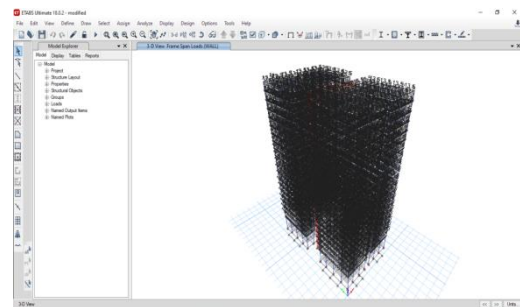 ETABS Ultimate 18.0.2 - modified
File Edit View Define Draw Select Assign Analyze Display Design Options Tools Help
Model Explorer
3-D View Frame Span Loads (WALL)
Model Display Tables Reports
Model
Project
Structure Layout
Properties
Structural Objects
Groups
Loads
Named Output Items
Named Plots
3-D View
Units